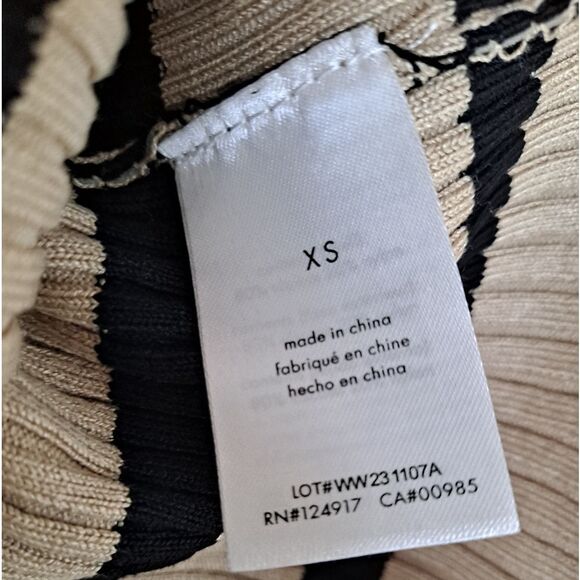 XS
made in china
fabriqué en chine
hecho en china
LOT#WW231107A
RN#124917 CA#00985